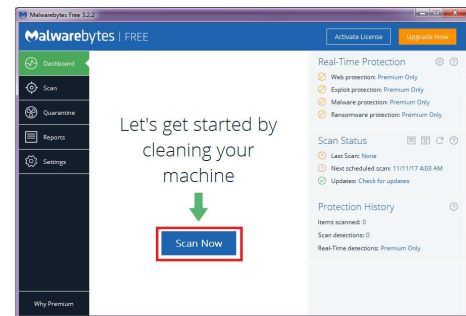 Malwarebytes Free 3.2.2
Malwarebytes | FREE
Activate License
Upgrade Now
Dashboard
Scan
Quarantine
Reports
Settings
Why Premium
Let's get started by
cleaning your
machine
Scan Now
Real-Time Protection
Web protection: Premium Only
Exploit protection: Premium Only
Malware protection: Premium Only
Ransomware protection: Premium Only
Scan Status
Last Scan: None
Next scheduled scan: 11/11/17 4:03 AM
Updates: Check for updates
Protection History
Items scanned: 0
Scan detections: 0
Real-Time detections: Premium Only